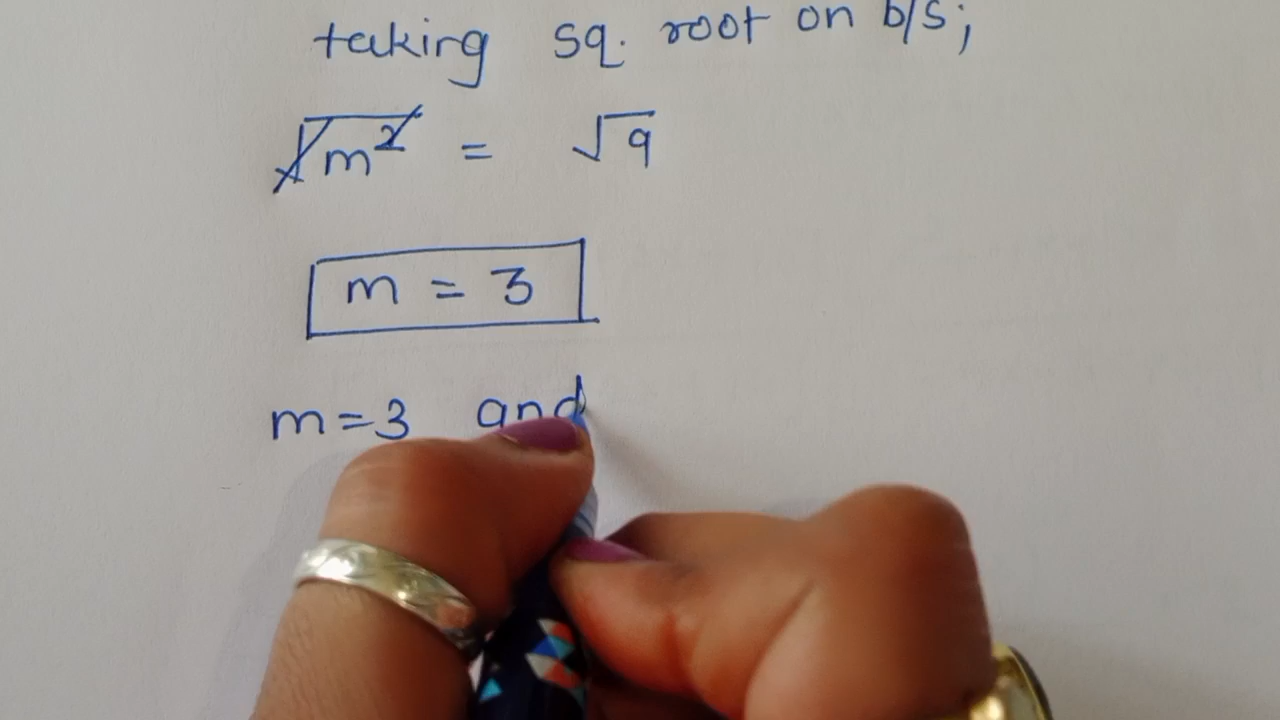 taking sq. root on b/s;
√m² = √9
m = 3
m=3 and